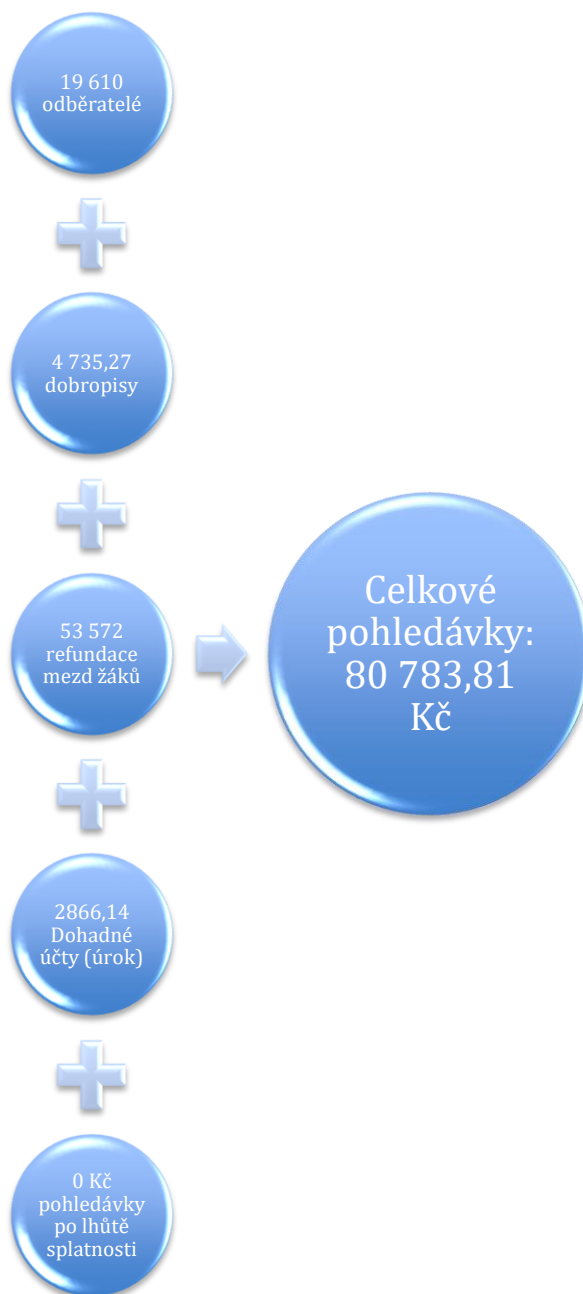 19 610
odběratelé
4 735,27
dobropisy
53 572
refundace
mezd žáků
2866,14
Dohadné
účty (úrok)
0 Kč
pohledávky
po lhůtě
splatnosti
Celkové
pohledávky:
80 783,81
Kč